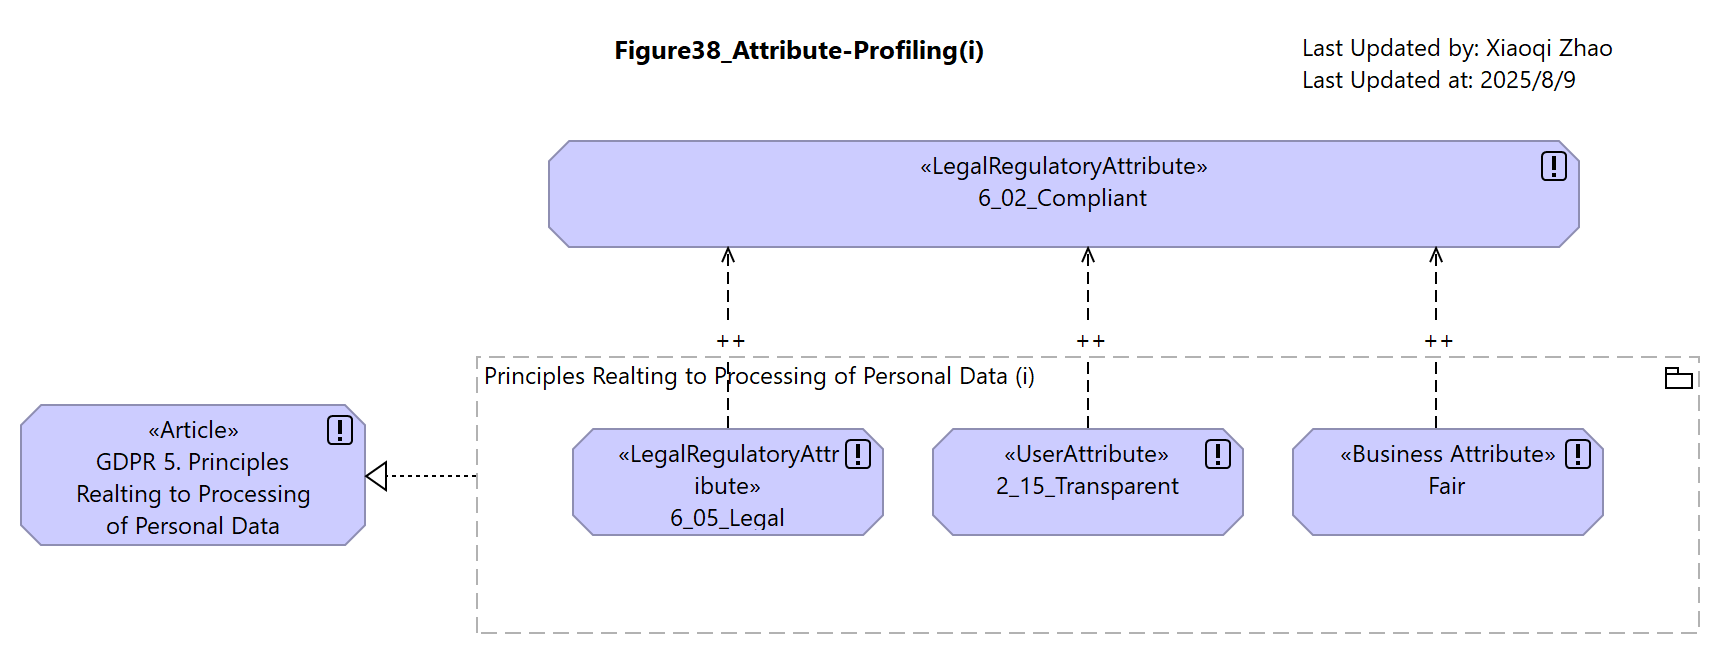 Figure38_Attribute-Profiling(i)
Last Updated by: Xiaoqi Zhao
Last Updated at: 2025/8/9
«LegalRegulatoryAttribute»
6_02_Compliant
++
++
++
Principles Realting to Processing of Personal Data (i)
«Article»
GDPR 5. Principles
Realting to Processing
of Personal Data
«LegalRegulatoryAttr
ibute»
6_05_Legal
«UserAttribute»
2_15_Transparent
«Business Attribute»
Fair